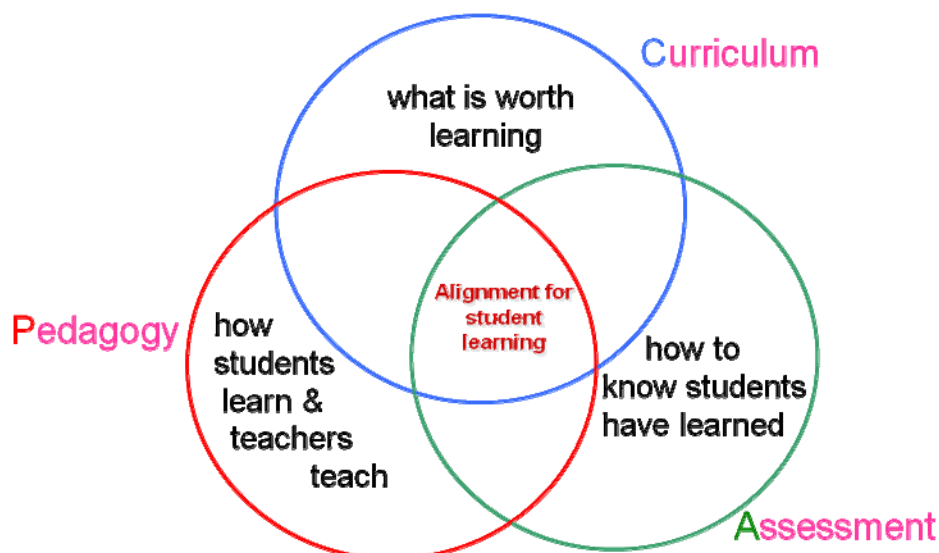 Curriculum
what is worth
learning
Alignment for
student
learning
Pedagogy
how
students
learn &
teachers
teach
how to
know students
have learned
Assessment